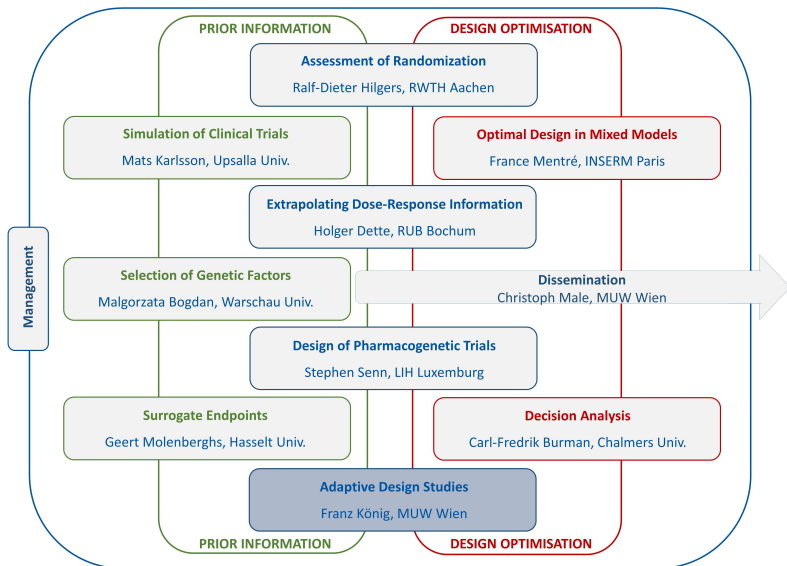 PRIOR INFORMATION
DESIGN OPTIMISATION
Assessment of Randomization
Ralf-Dieter Hilgers, RWTH Aachen
Simulation of Clinical Trials
Mats Karlsson, Upsalla Univ.
Optimal Design in Mixed Models
France Mentré, INSERM Paris
Extrapolating Dose-Response Information
Holger Dette, RUB Bochum
Management
Selection of Genetic Factors
Malgorzata Bogdan, Warschau Univ.
Dissemination
Christoph Male, MUW Wien
Design of Pharmacogenetic Trials
Stephen Senn, LIH Luxemburg
Surrogate Endpoints
Geert Molenberghs, Hasselt Univ.
Decision Analysis
Carl-Fredrik Burman, Chalmers Univ.
Adaptive Design Studies
Franz König, MUW Wien
PRIOR INFORMATION
DESIGN OPTIMISATION